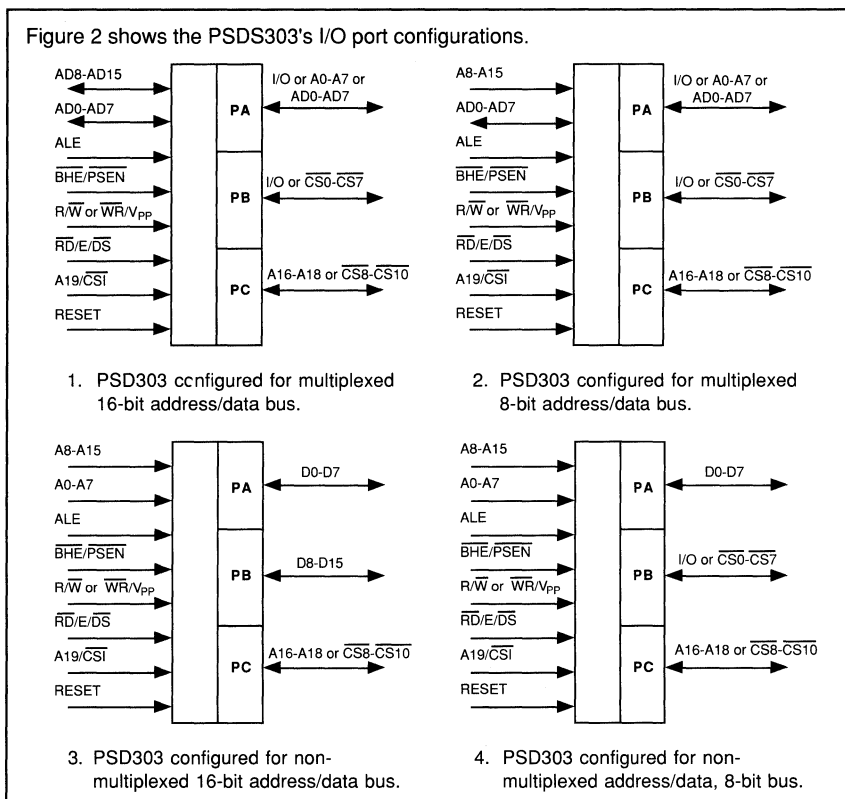 Figure 2 shows the PSDS303's I/O port configurations.
AD8-AD15
AD0-AD7
ALE
BHE/PSEN
R/W or WR/VPP
RD/E/DS
A19/CSI
RESET
PA
PB
PC
I/O or A0-A7 or
AD0-AD7
I/O or CS0-CS7
A16-A18 or CS8-CS10
1. PSD303 configured for multiplexed
16-bit address/data bus.
A8-A15
AD0-AD7
ALE
BHE/PSEN
R/W or WR/VPP
RD/E/DS
A19/CSI
RESET
PA
PB
PC
I/O or A0-A7 or
AD0-AD7
I/O or CS0-CS7
A16-A18 or CS8-CS10
2. PSD303 configured for multiplexed
8-bit address/data bus.
A8-A15
A0-A7
ALE
BHE/PSEN
R/W or WR/VPP
RD/E/DS
A19/CSI
RESET
PA
PB
PC
D0-D7
D8-D15
A16-A18 or CS8-CS10
3. PSD303 configured for non-
multiplexed 16-bit address/data bus.
A8-A15
A0-A7
ALE
BHE/PSEN
R/W or WR/VPP
RD/E/DS
A19/CSI
RESET
PA
PB
PC
D0-D7
I/O or CS0-CS7
A16-A18 or CS8-CS10
4. PSD303 configured for non-
multiplexed address/data, 8-bit bus.